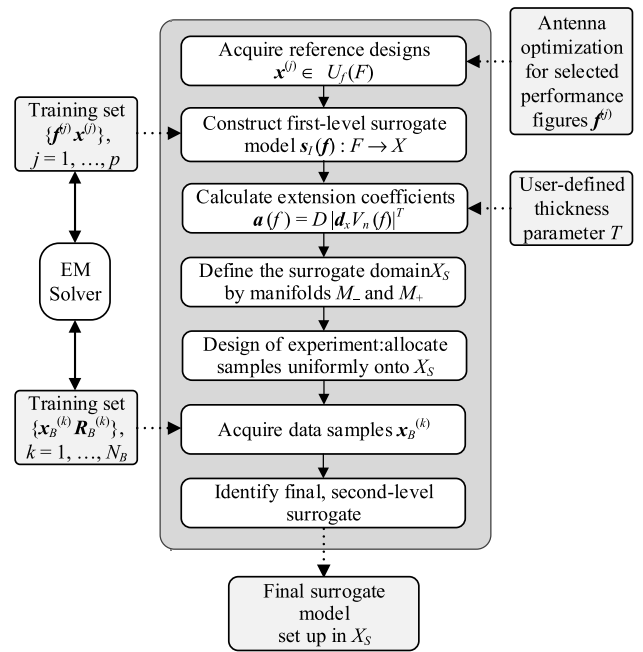 Acquire reference designs
x^(j) ∈ U_f(F)
Antenna
optimization
for selected
performance
figures f^(j)
Training set
{f^(j) x^(j)},
j = 1, …, p
Construct first-level surrogate
model s_I(f) : F → X
Calculate extension coefficients
a (f) = D |d_x V_n (f)|^T
User-defined
thickness
parameter T
EM
Solver
Define the surrogate domainX_S
by manifolds M_– and M_+
Design of experiment:allocate
samples uniformly onto X_S
Training set
{x_B^(k) R_B^(k)},
k = 1, …, N_B
Acquire data samples x_B^(k)
Identify final, second-level
surrogate
Final surrogate
model
set up in X_S